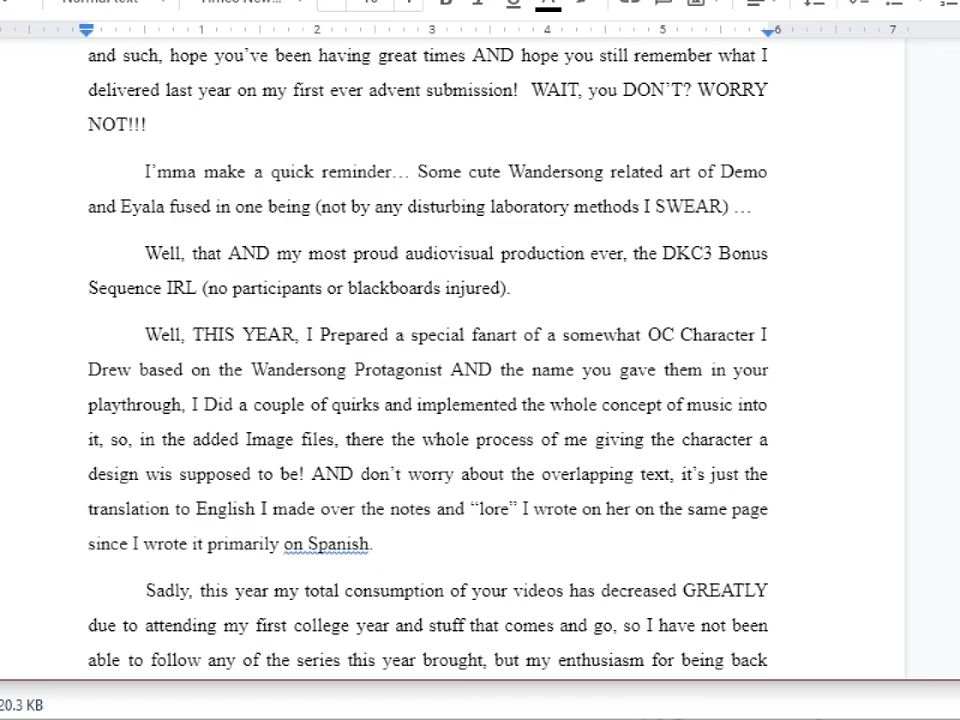 1 2 3 4 5 6 7
and such, hope you've been having great times AND hope you still remember what I
delivered last year on my first ever advent submission!  WAIT, you DON'T? WORRY
NOT!!!
I'mma make a quick reminder… Some cute Wandersong related art of Demo
and Eyala fused in one being (not by any disturbing laboratory methods I SWEAR) …
Well, that AND my most proud audiovisual production ever, the DKC3 Bonus
Sequence IRL (no participants or blackboards injured).
Well, THIS YEAR, I Prepared a special fanart of a somewhat OC Character I
Drew based on the Wandersong Protagonist AND the name you gave them in your
playthrough, I Did a couple of quirks and implemented the whole concept of music into
it, so, in the added Image files, there the whole process of me giving the character a
design wis supposed to be! AND don't worry about the overlapping text, it's just the
translation to English I made over the notes and “lore” I wrote on her on the same page
since I wrote it primarily on Spanish.
Sadly, this year my total consumption of your videos has decreased GREATLY
due to attending my first college year and stuff that comes and go, so I have not been
able to follow any of the series this year brought, but my enthusiasm for being back
20.3 KB